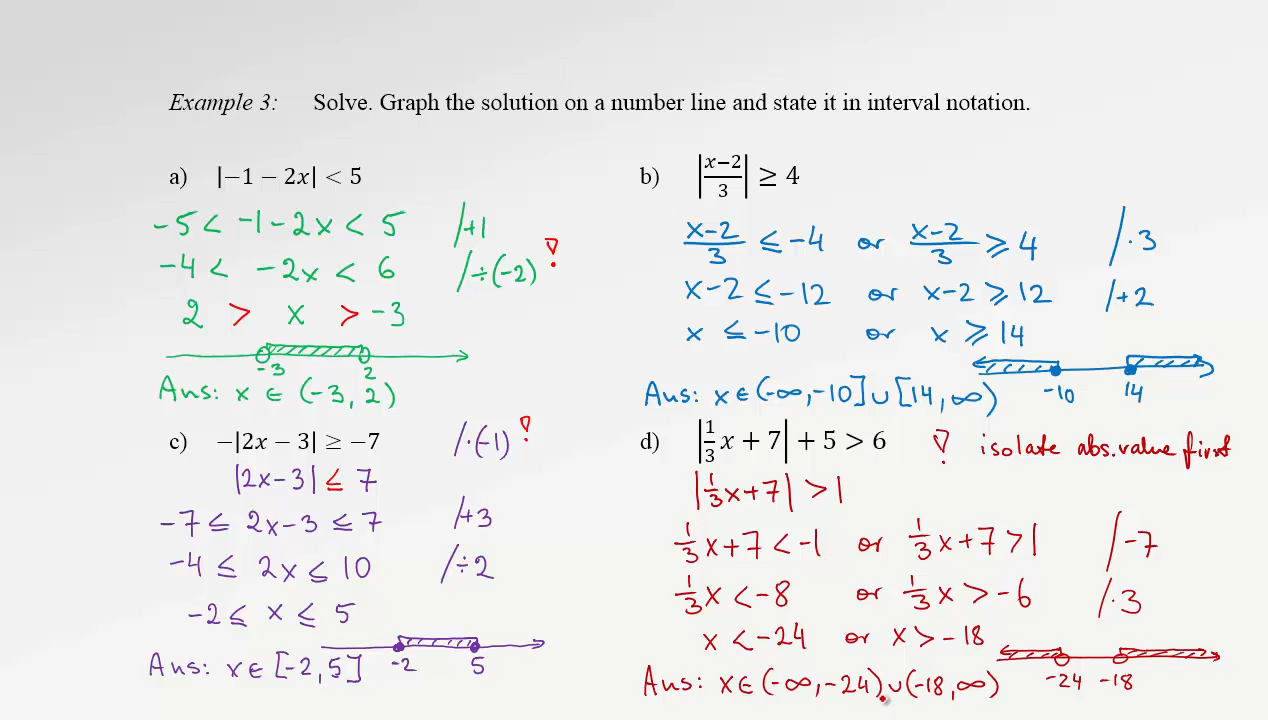 Example 3: Solve. Graph the solution on a number line and state it in interval notation.
a) |−1 − 2x| < 5
-5 < -1-2x < 5 /+1
-4 < -2x < 6 /÷(-2) !
2 > x > -3
-3 2
Ans: x ∈ (-3, 2)
b) |(x−2)/3| ≥ 4
(x-2)/3 ≤ -4 or (x-2)/3 ≥ 4 /·3
x-2 ≤ -12 or x-2 ≥ 12 /+2
x ≤ -10 or x ≥ 14
-10 14
Ans: x ∈ (-∞, -10] ∪ [14, ∞)
c) −|2x − 3| ≥ −7 /·(-1) !
|2x-3| ≤ 7
-7 ≤ 2x-3 ≤ 7 /+3
-4 ≤ 2x ≤ 10 /÷2
-2 ≤ x ≤ 5
-2 5
Ans: x ∈ [-2, 5]
d) |1/3 x + 7| + 5 > 6 ! isolate abs.value first
|1/3 x+7| > 1
1/3 x+7 < -1 or 1/3 x+7 > 1 /-7
1/3 x < -8 or 1/3 x > -6 /·3
x < -24 or x > -18
-24 -18
Ans: x ∈ (-∞, -24) ∪ (-18, ∞)